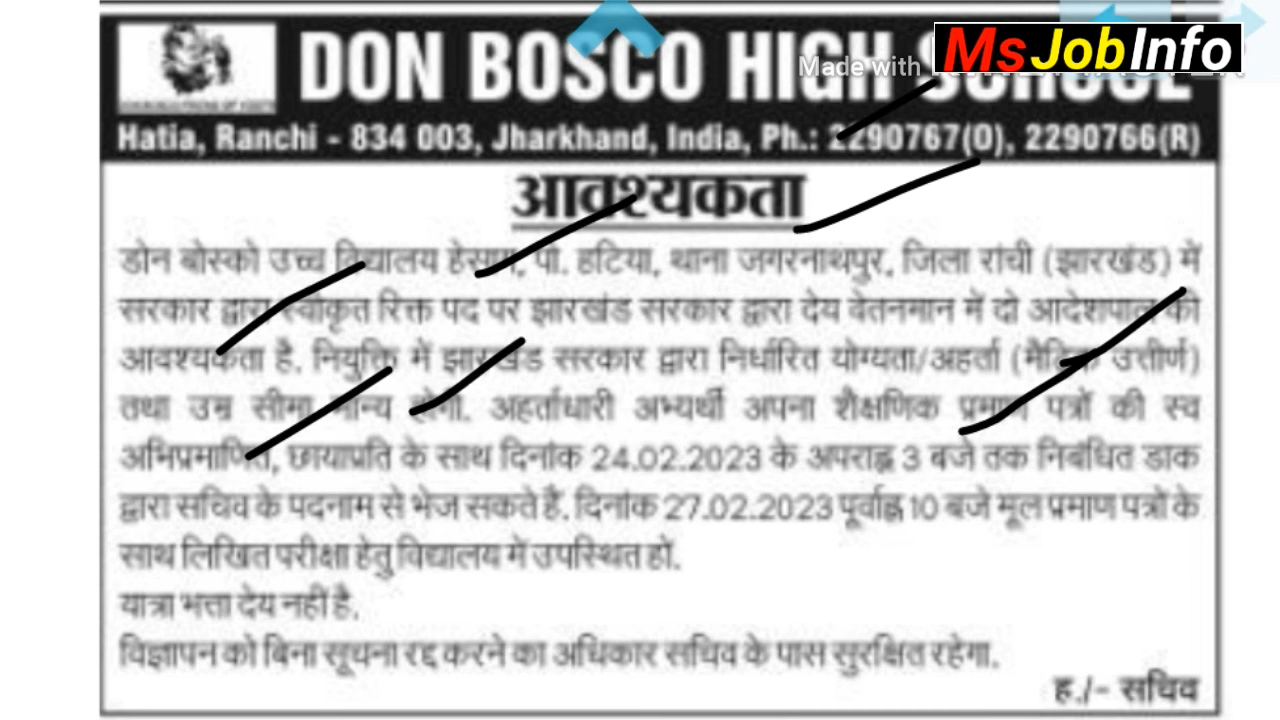 MsJobInfo
Made with
DON BOSCO HIGH SCHOOL
Hatia, Ranchi - 834 003, Jharkhand, India, Ph.: 2290767(O), 2290766(R)
आवश्यकता
डोन बोस्को उच्च विद्यालय हेसाग, पो. हटिया, थाना जगरनाथपुर, जिला रांची (झारखंड) में
सरकार द्वारा स्वीकृत रिक्त पद पर झारखंड सरकार द्वारा देय वेतनमान में दो आदेशपाल की
आवश्यकता है. नियुक्ति में झारखंड सरकार द्वारा निर्धारित योग्यता/अहर्ता (मैट्रिक उत्तीर्ण)
तथा उम्र सीमा मान्य होगी. अहर्ताधारी अभ्यर्थी अपना शैक्षणिक प्रमाण पत्रों की स्व
अभिप्रमाणित, छायाप्रति के साथ दिनांक 24.02.2023 के अपराह्न 3 बजे तक निबंधित डाक
द्वारा सचिव के पदनाम से भेज सकते हैं. दिनांक 27.02.2023 पूर्वाह्न 10 बजे मूल प्रमाण पत्रों के
साथ लिखित परीक्षा हेतु विद्यालय में उपस्थित हों.
यात्रा भत्ता देय नहीं है.
विज्ञापन को बिना सूचना रद्द करने का अधिकार सचिव के पास सुरक्षित रहेगा.
ह./- सचिव